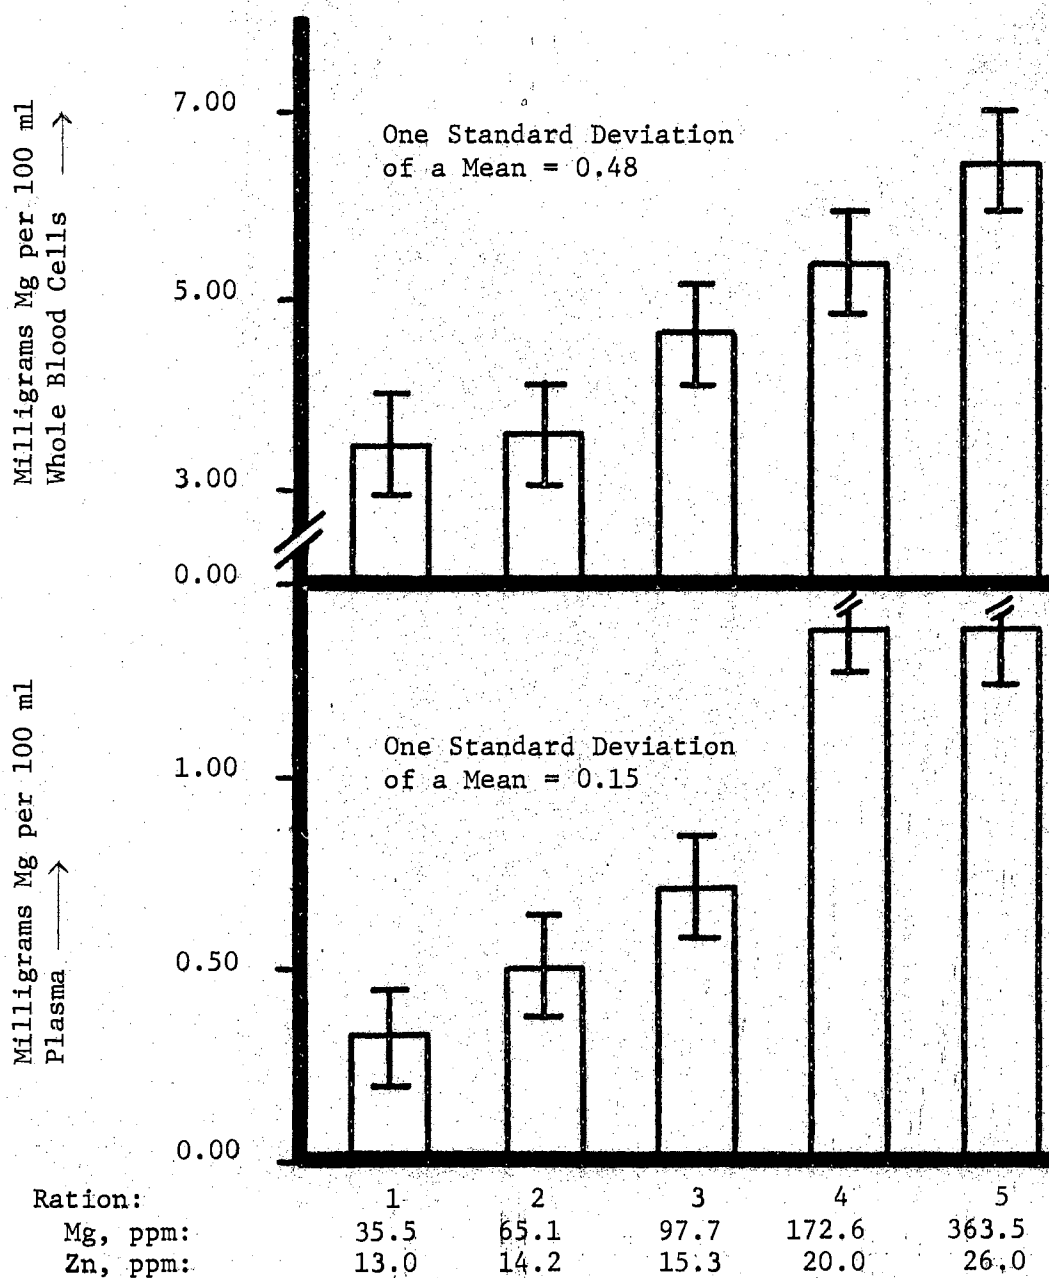 Milligrams Mg per 100 ml
Whole Blood Cells
7.00
5.00
3.00
0.00
One Standard Deviation
of a Mean = 0.48
Milligrams Mg per 100 ml
Plasma
1.00
0.50
0.00
One Standard Deviation
of a Mean = 0.15
Ration: 1 2 3 4 5
Mg, ppm: 35.5 65.1 97.7 172.6 363.5
Zn, ppm: 13.0 14.2 15.3 20.0 26.0